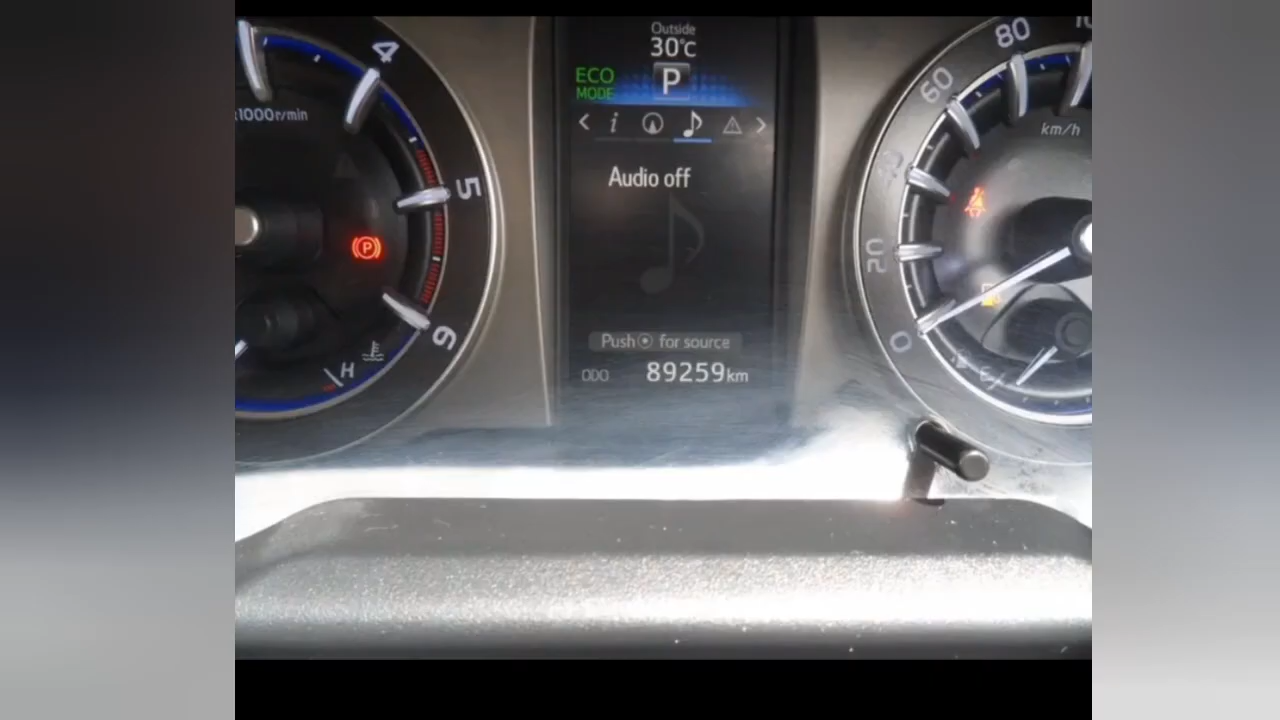 Outside
30°C
ECO
MODE
P
i
Audio off
Push for source
ODO 89259km
x1000r/min
4
5
6
P
H
km/h
0
20
60
80